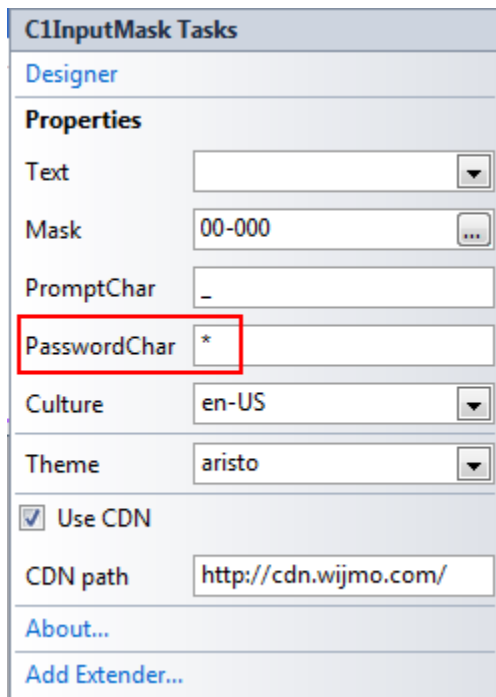 C1InputMask Tasks
Designer
Properties
Text
Mask 00-000 ...
PromptChar _
PasswordChar *
Culture en-US
Theme aristo
Use CDN
CDN path http://cdn.wijmo.com/
About...
Add Extender...